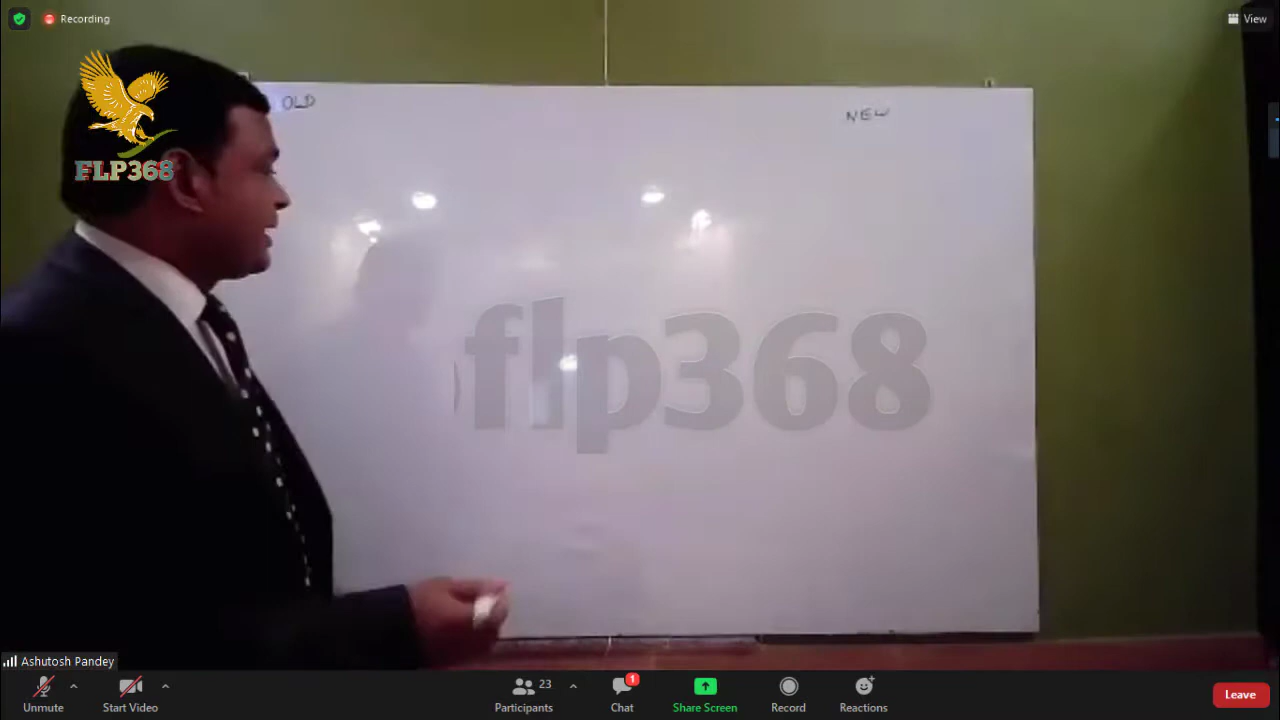 Recording
View
OLD
NEW
FLP368
flp368
Ashutosh Pandey
23
1
Unmute
Start Video
Participants
Chat
Share Screen
Record
Reactions
Leave